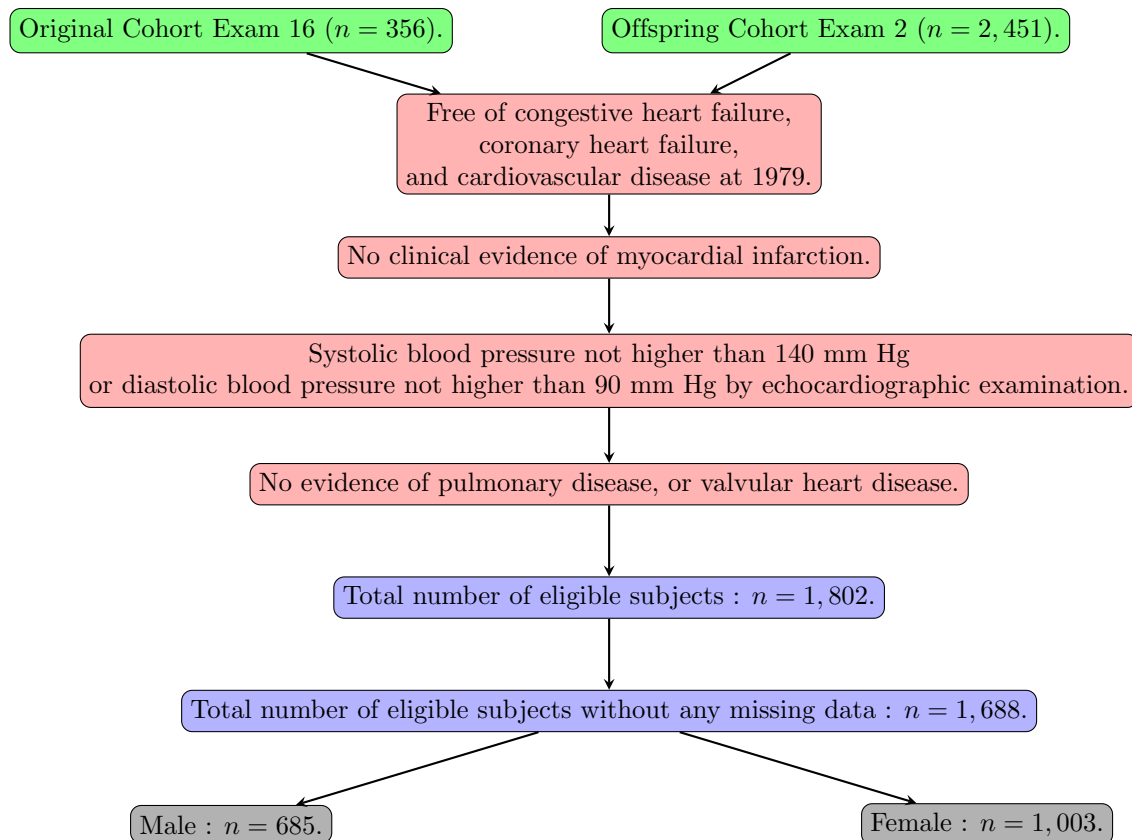 Original Cohort Exam 16 (n = 356).
Offspring Cohort Exam 2 (n = 2, 451).
Free of congestive heart failure,
coronary heart failure,
and cardiovascular disease at 1979.
No clinical evidence of myocardial infarction.
Systolic blood pressure not higher than 140 mm Hg
or diastolic blood pressure not higher than 90 mm Hg by echocardiographic examination.
No evidence of pulmonary disease, or valvular heart disease.
Total number of eligible subjects : n = 1, 802.
Total number of eligible subjects without any missing data : n = 1, 688.
Male : n = 685.
Female : n = 1, 003.